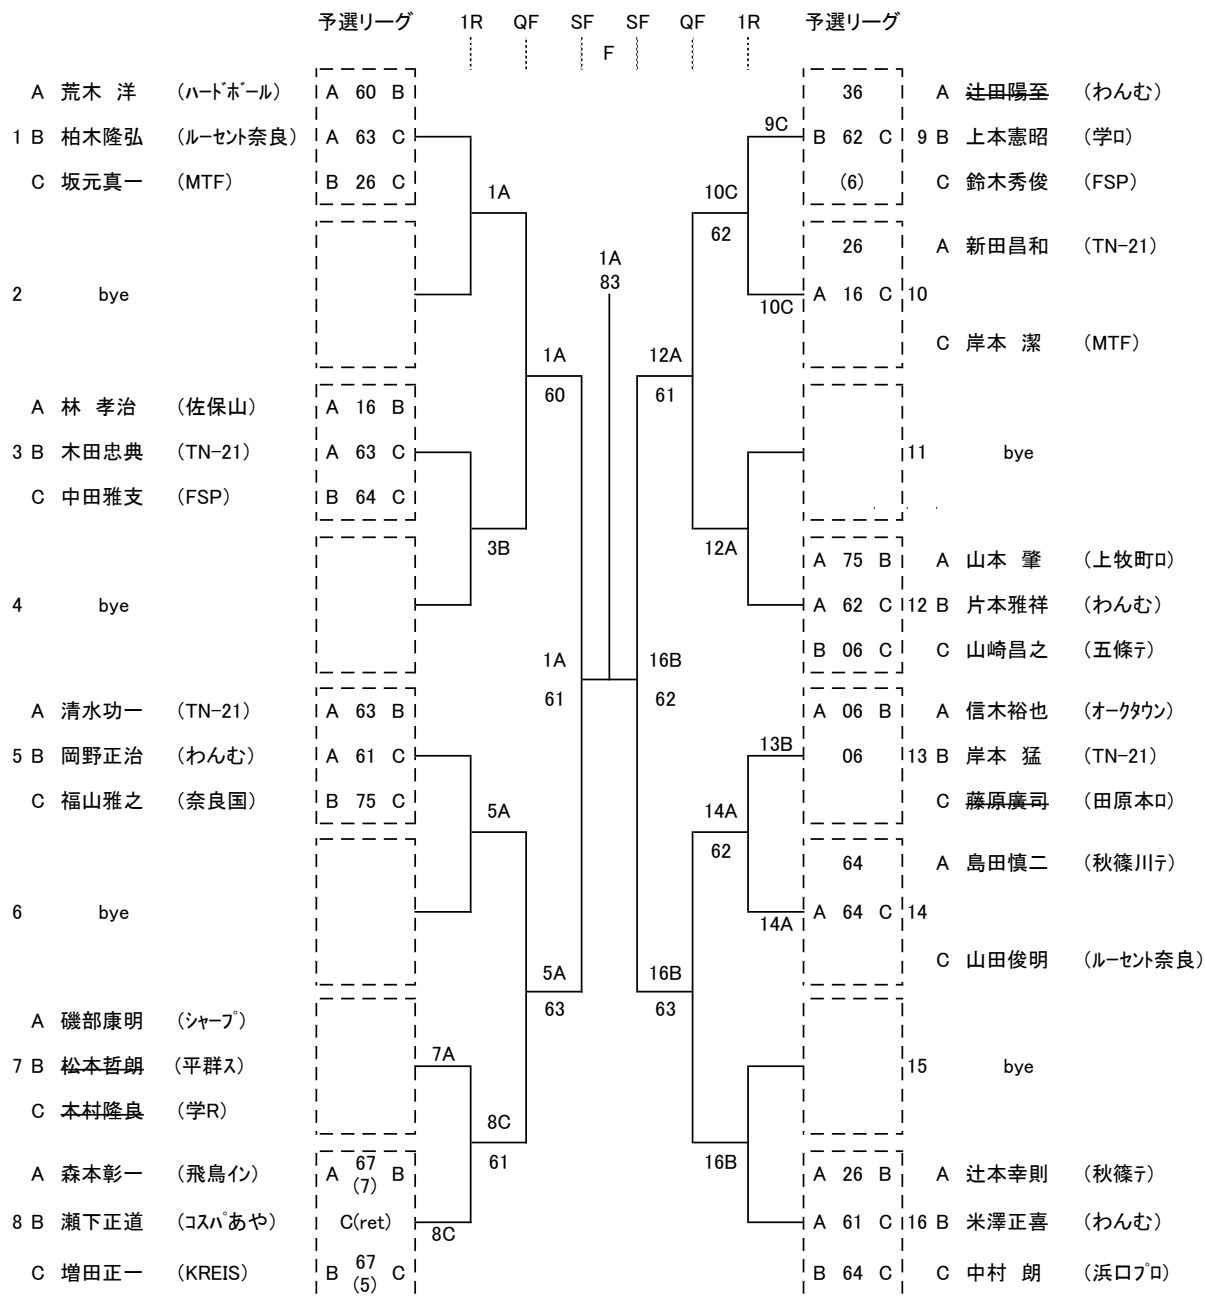 予選リーグ 1R QF SF SF QF 1R 予選リーグ
F
A 荒木 洋 (ハードボール) A 60 B
1 B 柏木隆弘 (ルーセント奈良) A 63 C
C 坂元真一 (MTF) B 26 C
1A
2 bye
A 林 孝治 (佐保山) A 16 B
3 B 木田忠典 (TN-21) A 63 C
C 中田雅支 (FSP) B 64 C
3B
1A
60
4 bye
A 清水功一 (TN-21) A 63 B
5 B 岡野正治 (わんむ) A 61 C
C 福山雅之 (奈良国) B 75 C
5A
6 bye
A 磯部康明 (シャープ)
7 B 松本哲朗 (平群ス)
C 本村隆良 (学R)
7A
8C
61
A 森本彰一 (飛鳥イン) A 67 (7) B
8 B 瀬下正道 (コスパあや) C(ret)
C 増田正一 (KREIS) B 67 (5) C
8C
5A
63
1A
61
1A
83
16B
62
36 A 辻田陽至 (わんむ)
9C
B 62 C 9 B 上本憲昭 (学ロ)
(6) C 鈴木秀俊 (FSP)
10C
62
26 A 新田昌和 (TN-21)
10C
A 16 C 10
C 岸本 潔 (MTF)
12A
61
11 bye
12A
A 75 B A 山本 肇 (上牧町ロ)
A 62 C 12 B 片本雅祥 (わんむ)
B 06 C C 山崎昌之 (五條テ)
A 06 B A 信木裕也 (オークタウン)
13B
06 13 B 岸本 猛 (TN-21)
C 藤原廣司 (田原本ロ)
14A
62
64 A 島田慎二 (秋篠川テ)
14A
A 64 C 14
C 山田俊明 (ルーセント奈良)
16B
63
15 bye
16B
A 26 B A 辻本幸則 (秋篠テ)
A 61 C 16 B 米澤正喜 (わんむ)
B 64 C C 中村 朗 (浜口プロ)